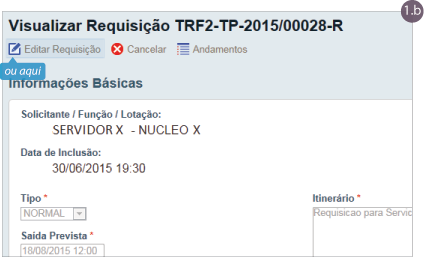 1.b
Visualizar Requisição TRF2-TP-2015/00028-R
Editar Requisição Cancelar Andamentos
ou aqui
Informações Básicas
Solicitante / Função / Lotação:
SERVIDOR X - NUCLEO X
Data de Inclusão:
30/06/2015 19:30
Tipo * Itinerário *
NORMAL Requisicao para Servic
Saída Prevista *
18/08/2015 12:00